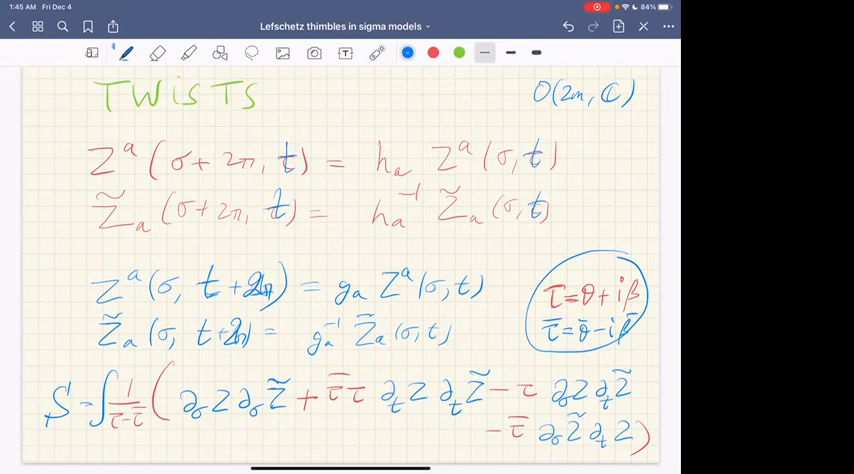 1:45 AM Fri Dec 4
84%
Lefschetz thimbles in sigma models
TWisTS
O(2m, ℂ)
Z^a (σ + 2π, t) = h_a Z^a (σ, t)
Z̃_a (σ + 2π, t) = h_a^{-1} Z̃_a (σ, t)
Z^a (σ, t + 2π) = g_a Z^a (σ, t)
Z̃_a (σ, t + 2π) = g_a^{-1} Z̃_a (σ, t)
τ = θ + iβ
τ̄ = θ̄ - iβ̄
S = ∫ 1/(τ - τ̄) ( ∂_σ Z ∂_σ Z̃ + τ̄ τ ∂_t Z ∂_t Z̃ - τ ∂_σ Z ∂_t Z̃
- τ̄ ∂_σ Z̃ ∂_t Z )